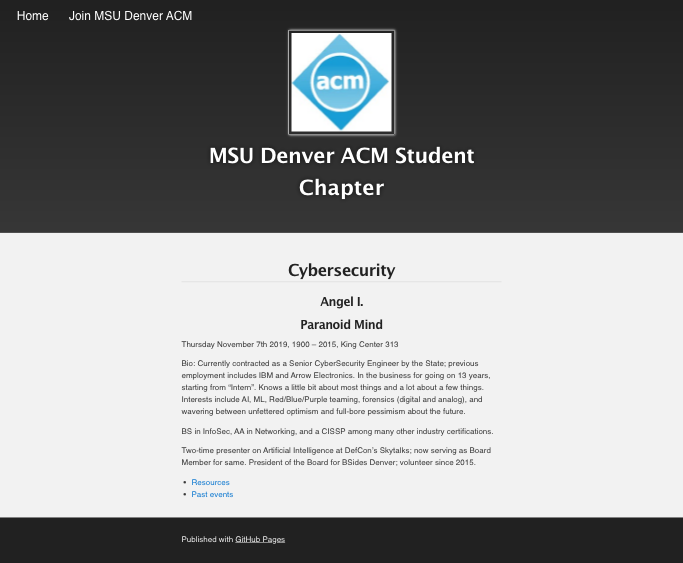 Home Join MSU Denver ACM
acm
MSU Denver ACM Student
Chapter
Cybersecurity
Angel I.
Paranoid Mind
Thursday November 7th 2019, 1900 – 2015, King Center 313
Bio: Currently contracted as a Senior CyberSecurity Engineer by the State; previous
employment includes IBM and Arrow Electronics. In the business for going on 13 years,
starting from “Intern”. Knows a little bit about most things and a lot about a few things.
Interests include AI, ML, Red/Blue/Purple teaming, forensics (digital and analog), and
wavering between unfettered optimism and full-bore pessimism about the future.
BS in InfoSec, AA in Networking, and a CISSP among many other industry certifications.
Two-time presenter on Artificial Intelligence at DefCon’s Skytalks; now serving as Board
Member for same. President of the Board for BSides Denver; volunteer since 2015.
• Resources
• Past events
Published with GitHub Pages